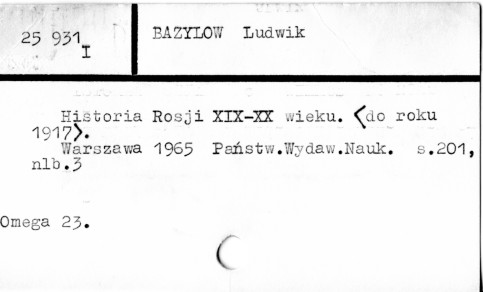 25 931
I
BAZYLOW Ludwik
Historia Rosji XIX-XX wieku. <do roku
1917>.
Warszawa 1965 Państw.Wydaw.Nauk. s.201,
nlb.3
Omega 23.